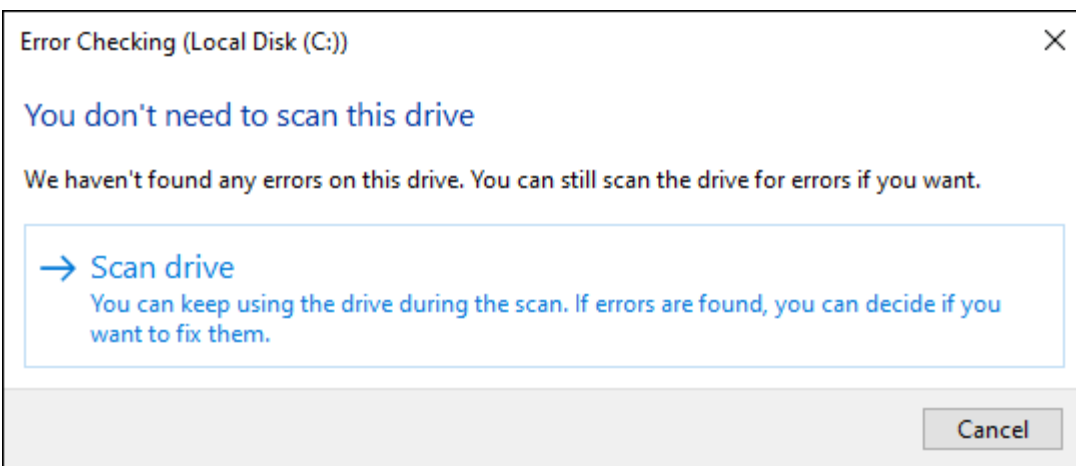 Error Checking (Local Disk (C:))
You don't need to scan this drive
We haven't found any errors on this drive. You can still scan the drive for errors if you want.
Scan drive
You can keep using the drive during the scan. If errors are found, you can decide if you
want to fix them.
Cancel